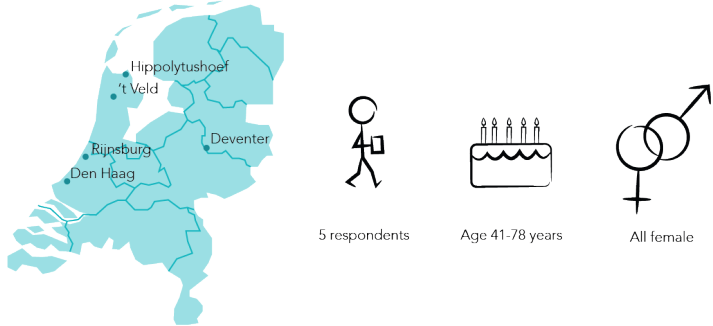 Hippolytushoef
't Veld
Deventer
Rijnsburg
Den Haag
5 respondents
Age 41-78 years
All female